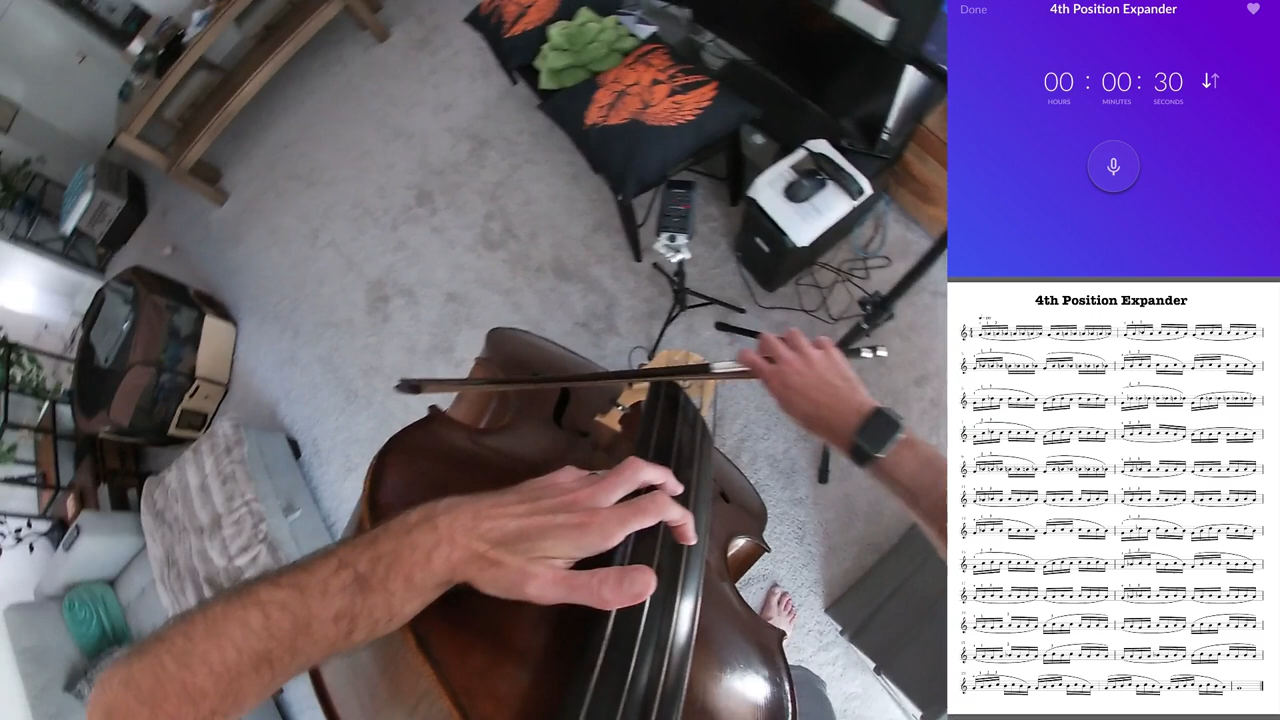 Done 4th Position Expander
00 : 00 : 30
HOURS MINUTES SECONDS
4th Position Expander